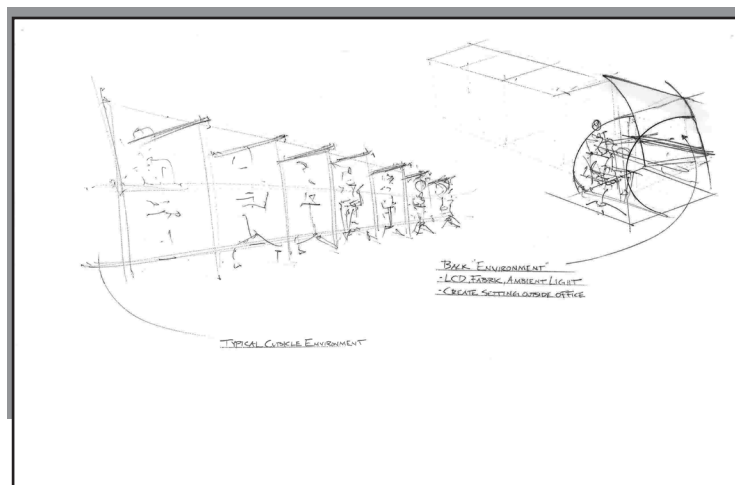 BACK "ENVIRONMENT"
-LCD, FABRIC, AMBIENT LIGHT
-CREATE SETTING OUTSIDE OFFICE
TYPICAL CUBICLE ENVIRONMENT